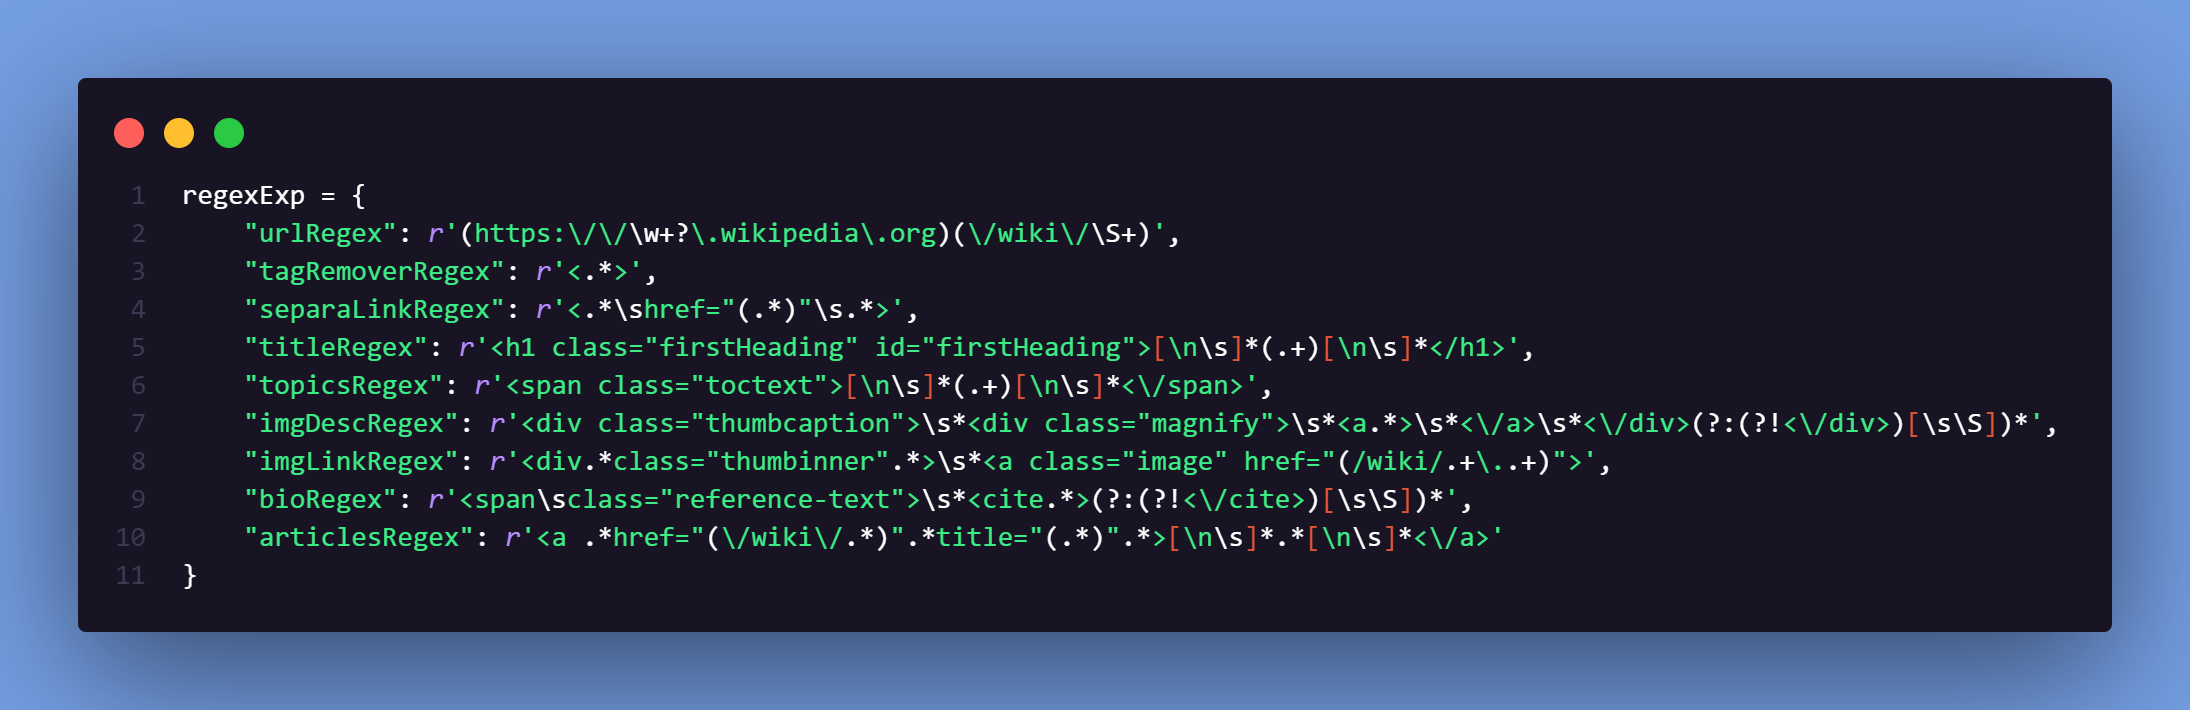 1 regexExp = {
2     "urlRegex": r'(https:\/\/\w+?\.wikipedia\.org)(\/wiki\/\S+)',
3     "tagRemoverRegex": r'<.*>',
4     "separaLinkRegex": r'<.*\shref="(.*)"\s.*>',
5     "titleRegex": r'<h1 class="firstHeading" id="firstHeading">[\n\s]*(.+)[\n\s]*</h1>',
6     "topicsRegex": r'<span class="toctext">[\n\s]*(.+)[\n\s]*<\/span>',
7     "imgDescRegex": r'<div class="thumbcaption">\s*<div class="magnify">\s*<a.*>\s*<\/a>\s*<\/div>(?:(?!<\/div>)[\s\S])*',
8     "imgLinkRegex": r'<div.*class="thumbinner".*>\s*<a class="image" href="(/wiki/.+\..+)">',
9     "bioRegex": r'<span\sclass="reference-text">\s*<cite.*>(?:(?!<\/cite>)[\s\S])*',
10     "articlesRegex": r'<a .*href="(\/wiki\/.*)".*title="(.*)".*>[\n\s]*.*[\n\s]*<\/a>'
11 }